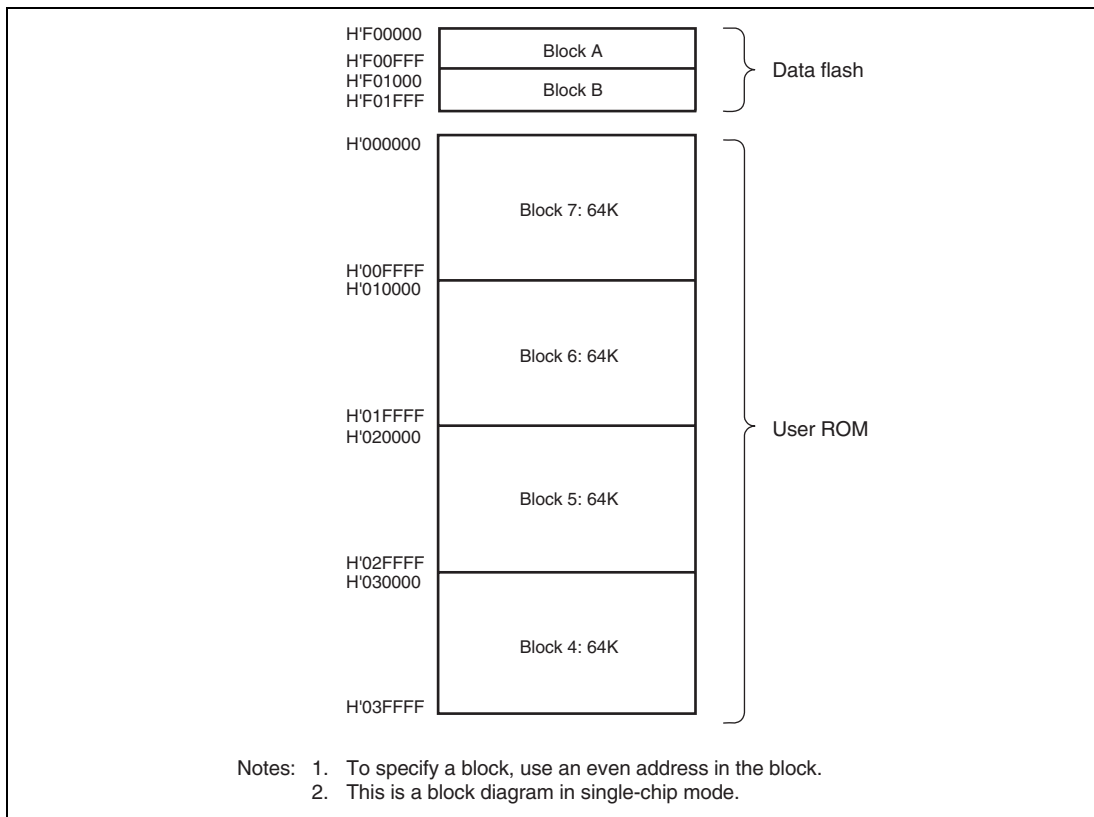 H'F00000
Block A
H'F00FFF
H'F01000
Block B
H'F01FFF
Data flash
H'000000
Block 7: 64K
H'00FFFF
H'010000
Block 6: 64K
H'01FFFF
H'020000
User ROM
Block 5: 64K
H'02FFFF
H'030000
Block 4: 64K
H'03FFFF
Notes: 1. To specify a block, use an even address in the block.
2. This is a block diagram in single-chip mode.